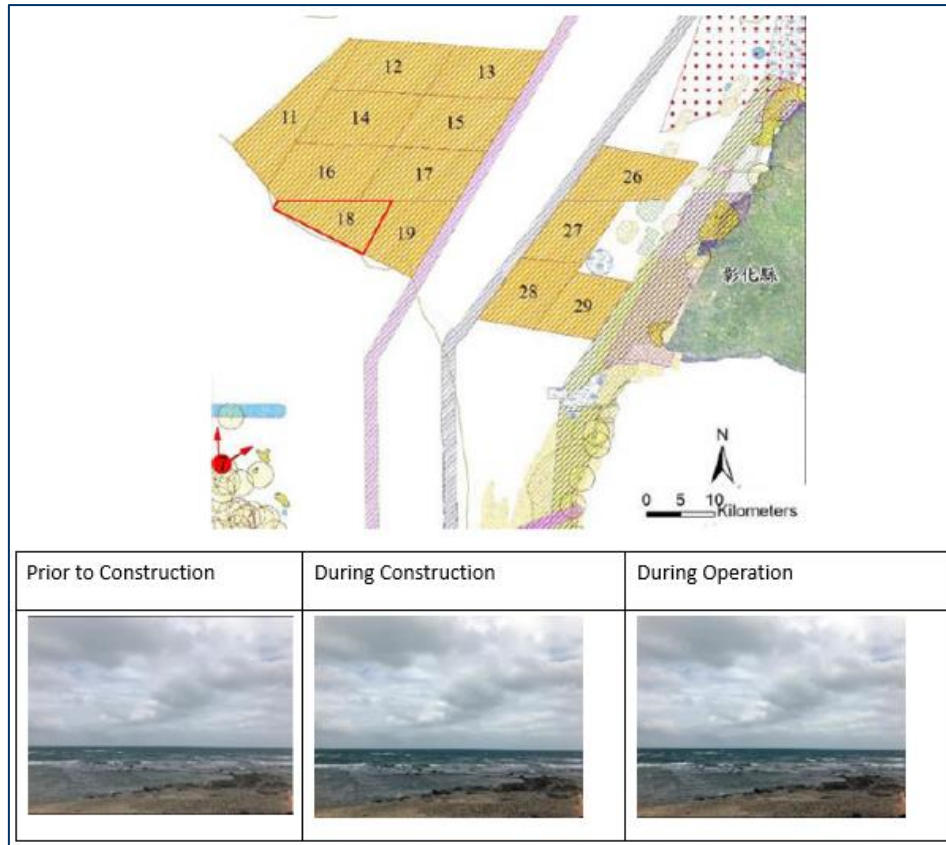 12
13
11
14
15
16
17
18
19
26
27
28
29
彰化縣
7
N
0 5 10
Kilometers
Prior to Construction
During Construction
During Operation